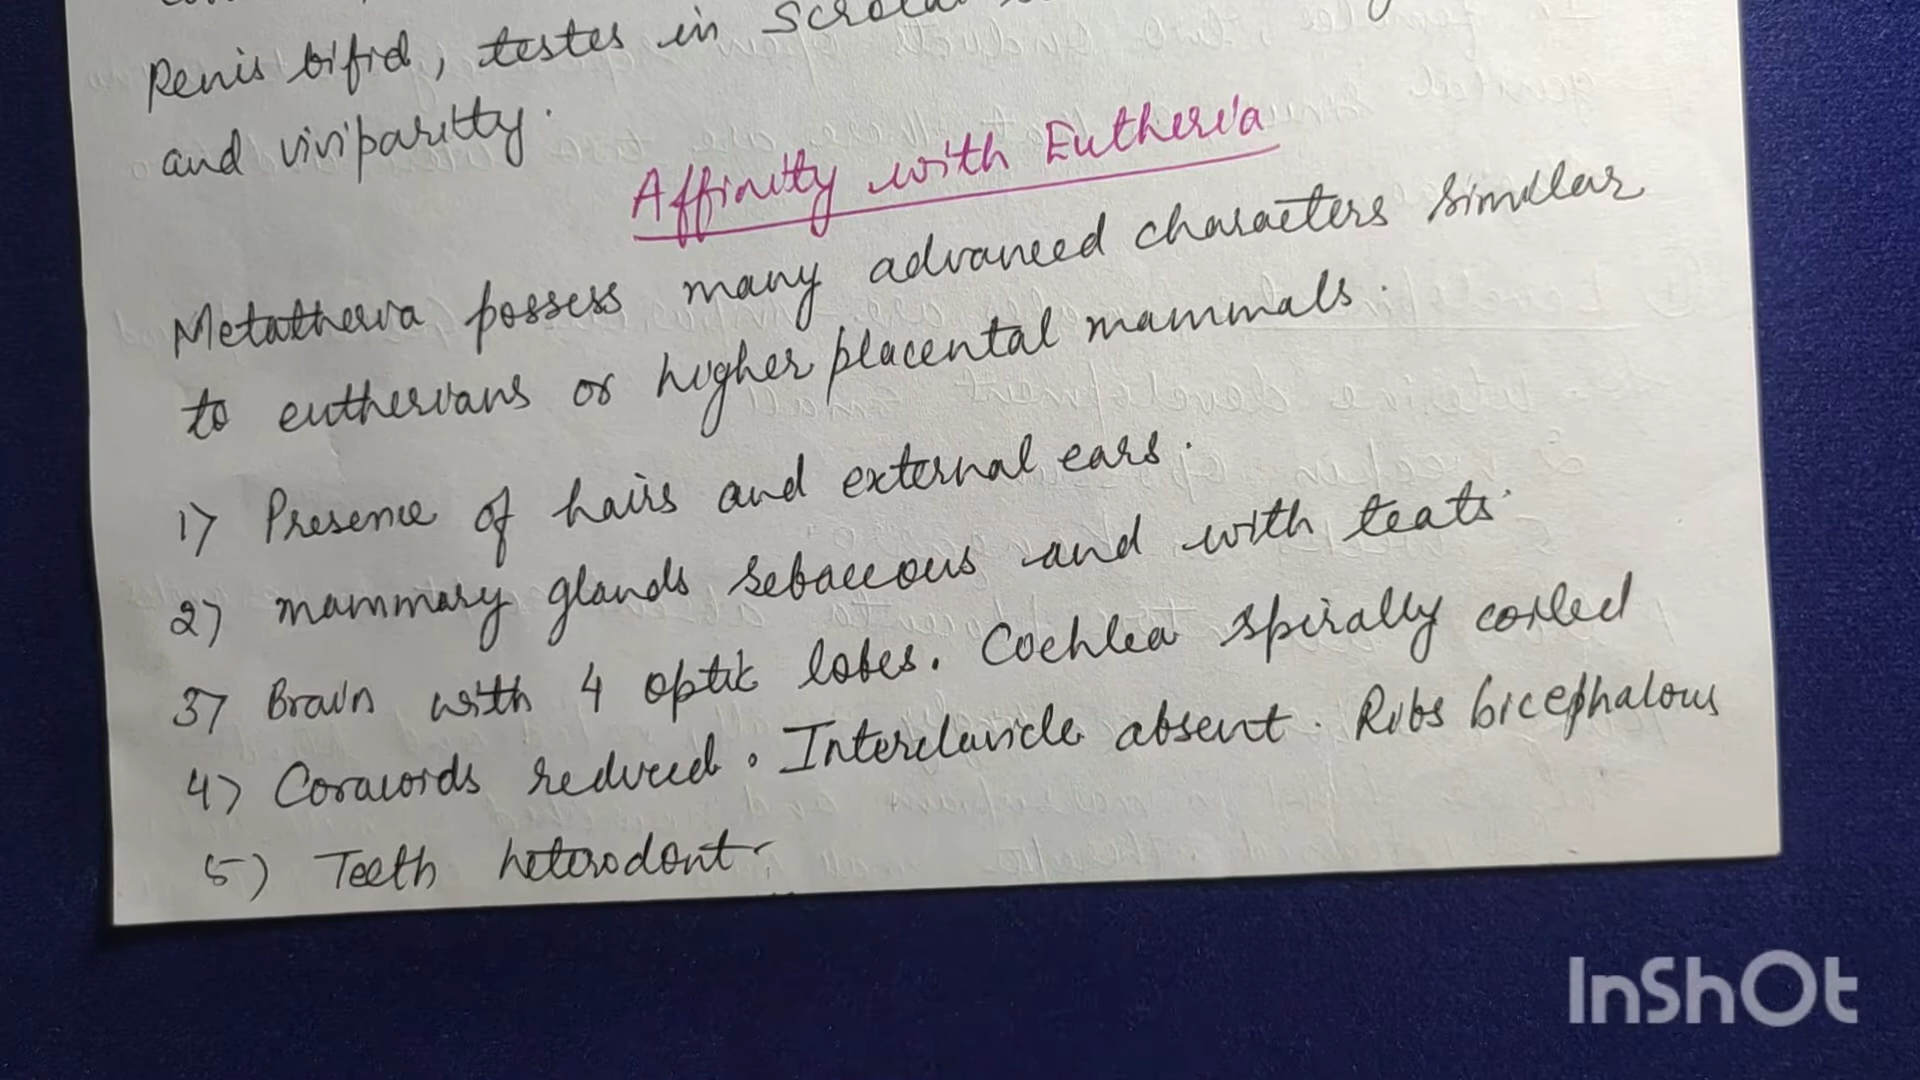 Penis bifid, testes in
and viviparitty.
Affinity with Eutheria
Metatheria possess many advanced characters similar
to eutherians or higher placental mammals.
1) Presence of hairs and external ears.
2) mammary glands sebaceous and with teats.
3) Brain with 4 optic lobes. Cochlea spirally coiled
4) Coracoids reduced. Interclavicle absent. Ribs bicephalous
5) Teeth heterodont.
InShOt